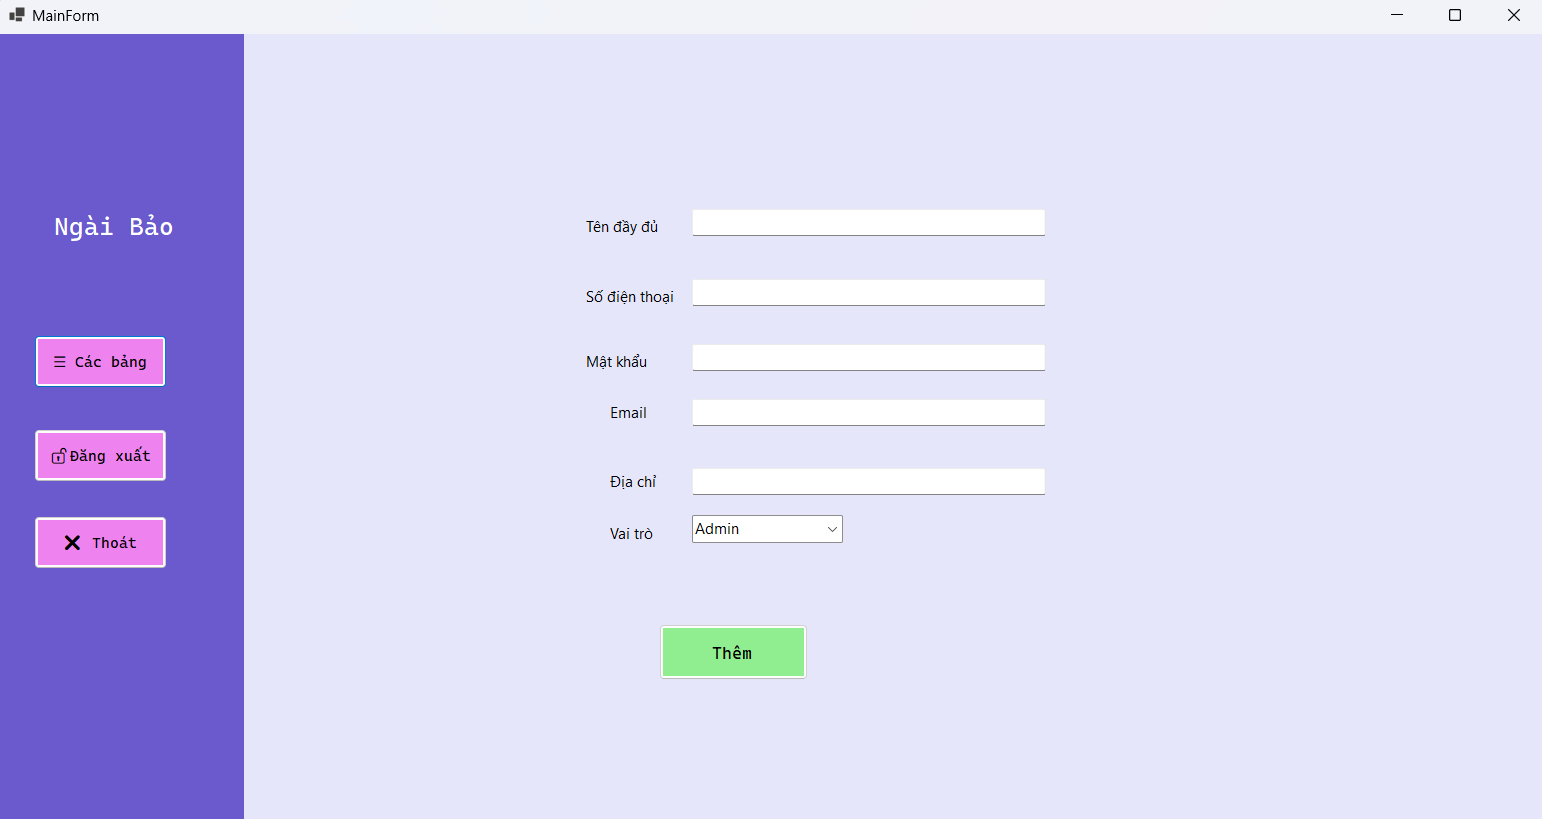 MainForm
Ngài Bảo
☰ Các bảng
Đăng xuất
Thoát
Tên đầy đủ
Số điện thoại
Mật khẩu
Email
Địa chỉ
Vai trò
Admin
Thêm